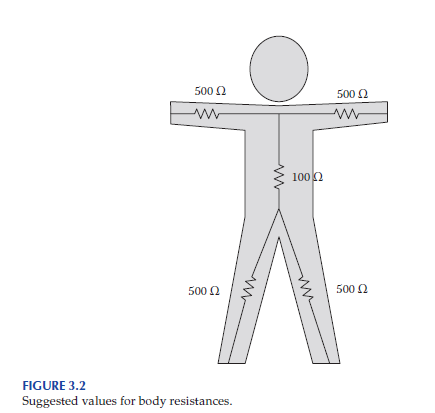 500 Ω
500 Ω
100 Ω
500 Ω
500 Ω
FIGURE 3.2
Suggested values for body resistances.